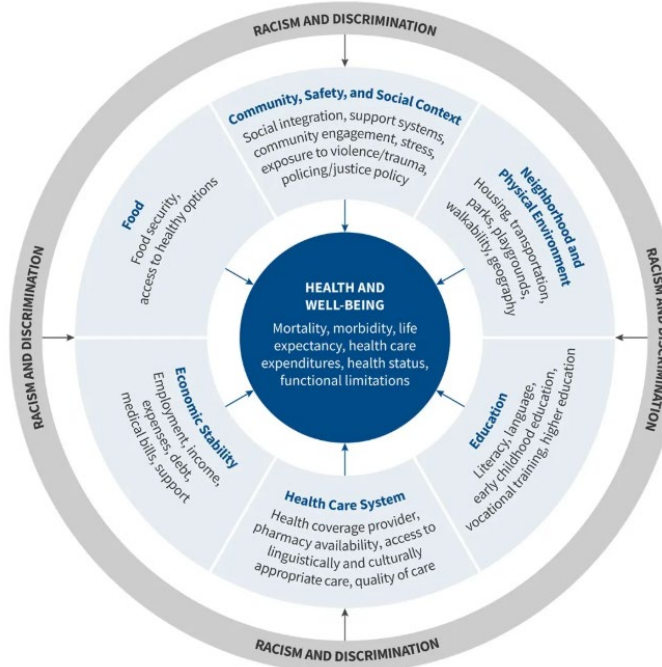 RACISM AND DISCRIMINATION
Community, Safety, and Social Context
Social integration, support systems,
community engagement, stress,
exposure to violence/trauma,
policing/justice policy
Neighborhood and
Physical Environment
Housing, transportation,
parks, playgrounds,
walkability, geography
RACISM AND DISCRIMINATION
Education
Literacy, language,
early childhood education,
vocational training, higher education
Health Care System
Health coverage provider,
pharmacy availability, access to
linguistically and culturally
appropriate care, quality of care
RACISM AND DISCRIMINATION
Economic Stability
Employment, income,
expenses, debt,
medical bills, support
RACISM AND DISCRIMINATION
Food
Food security,
access to healthy options
HEALTH AND
WELL-BEING
Mortality, morbidity, life
expectancy, health care
expenditures, health status,
functional limitations